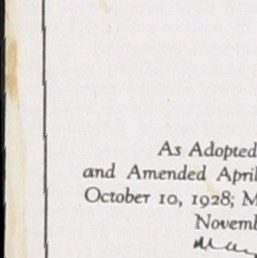 As Adopted
and Amended April
October 10, 1928; M
Novemb